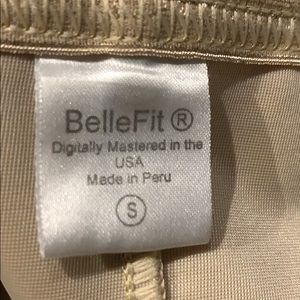 BelleFit ®
Digitally Mastered in the
USA
Made in Peru
S